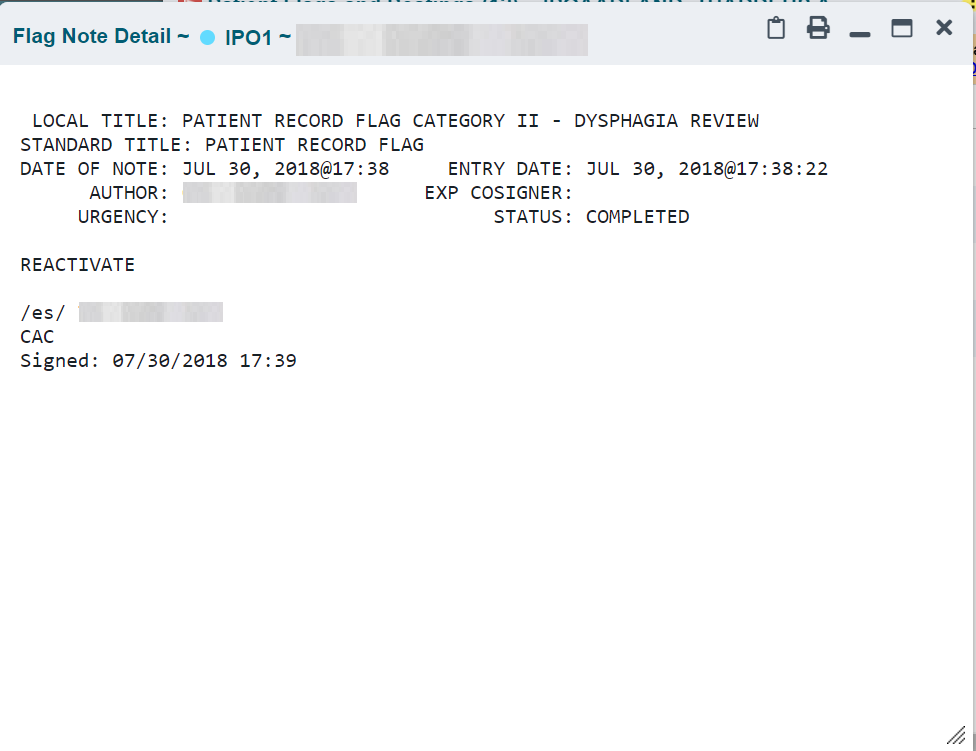 Flag Note Detail ~ IPO1 ~
LOCAL TITLE: PATIENT RECORD FLAG CATEGORY II - DYSPHAGIA REVIEW
STANDARD TITLE: PATIENT RECORD FLAG
DATE OF NOTE: JUL 30, 2018@17:38 ENTRY DATE: JUL 30, 2018@17:38:22
AUTHOR: EXP COSIGNER:
URGENCY: STATUS: COMPLETED
REACTIVATE
/es/
CAC
Signed: 07/30/2018 17:39